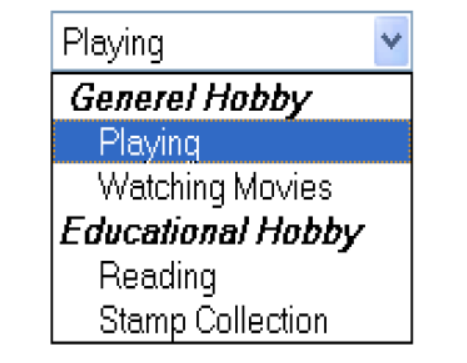 Playing
Generel Hobby
Playing
Watching Movies
Educational Hobby
Reading
Stamp Collection